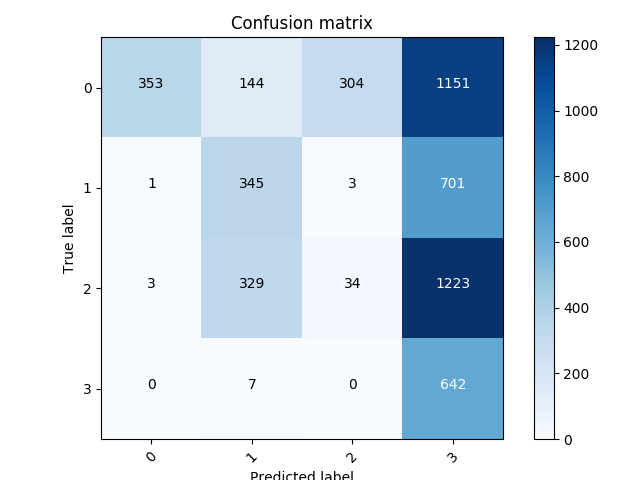 Confusion matrix
0 353 144 304 1151
1 1 345 3 701
2 3 329 34 1223
3 0 7 0 642
0 1 2 3
True label
Predicted label
1200
1000
800
600
400
200
0